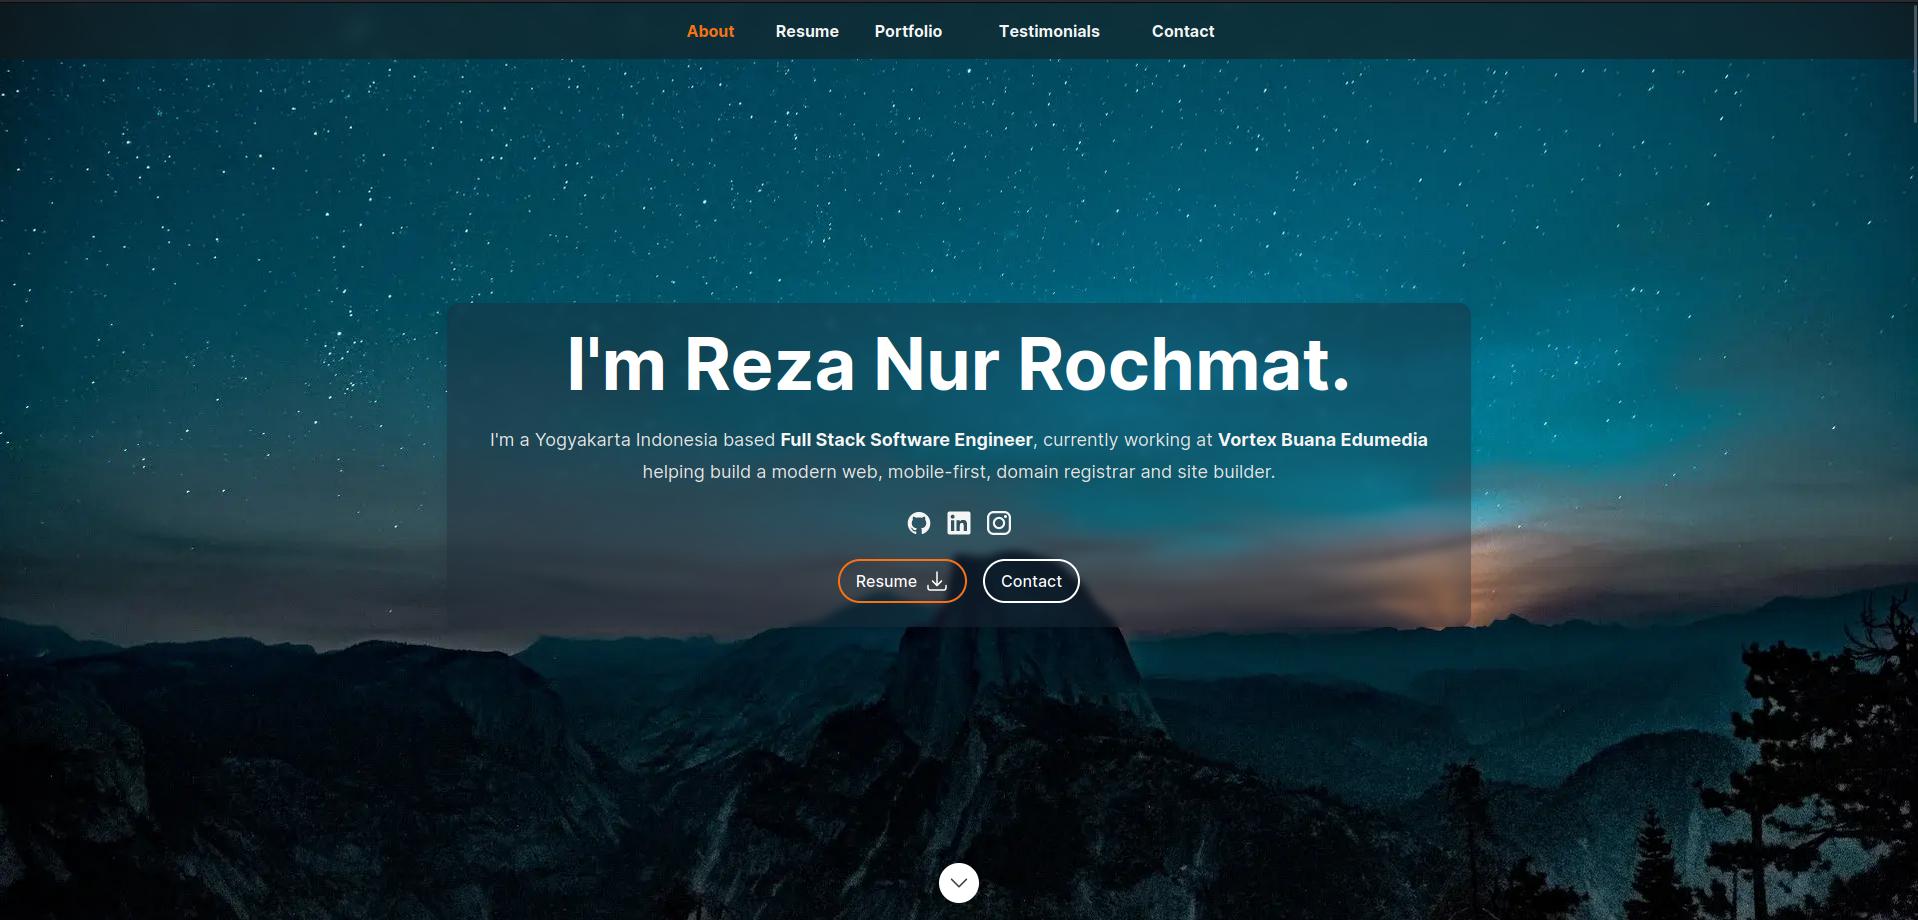 About Resume Portfolio Testimonials Contact
I'm Reza Nur Rochmat.
I'm a Yogyakarta Indonesia based Full Stack Software Engineer, currently working at Vortex Buana Edumedia
helping build a modern web, mobile-first, domain registrar and site builder.
Resume Contact